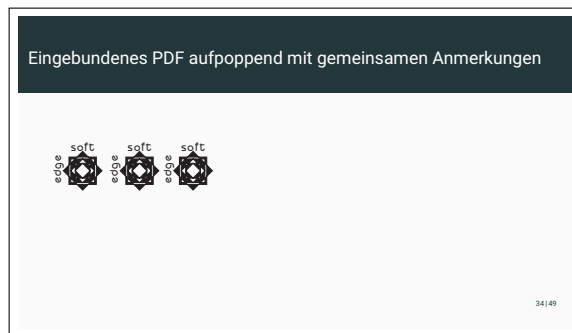 Eingebundenes PDF aufpoppend mit gemeinsamen Anmerkungen
soft soft soft
edge edge edge
34|49